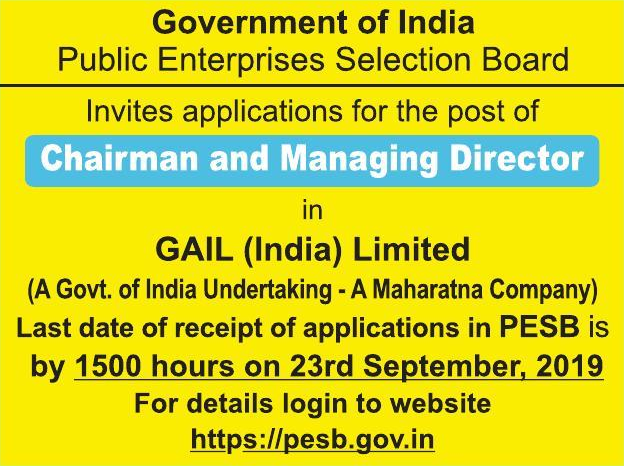 Government of India
Public Enterprises Selection Board
Invites applications for the post of
Chairman and Managing Director
in
GAIL (India) Limited
(A Govt. of India Undertaking - A Maharatna Company)
Last date of receipt of applications in PESB is
by 1500 hours on 23rd September, 2019
For details login to website
https://pesb.gov.in